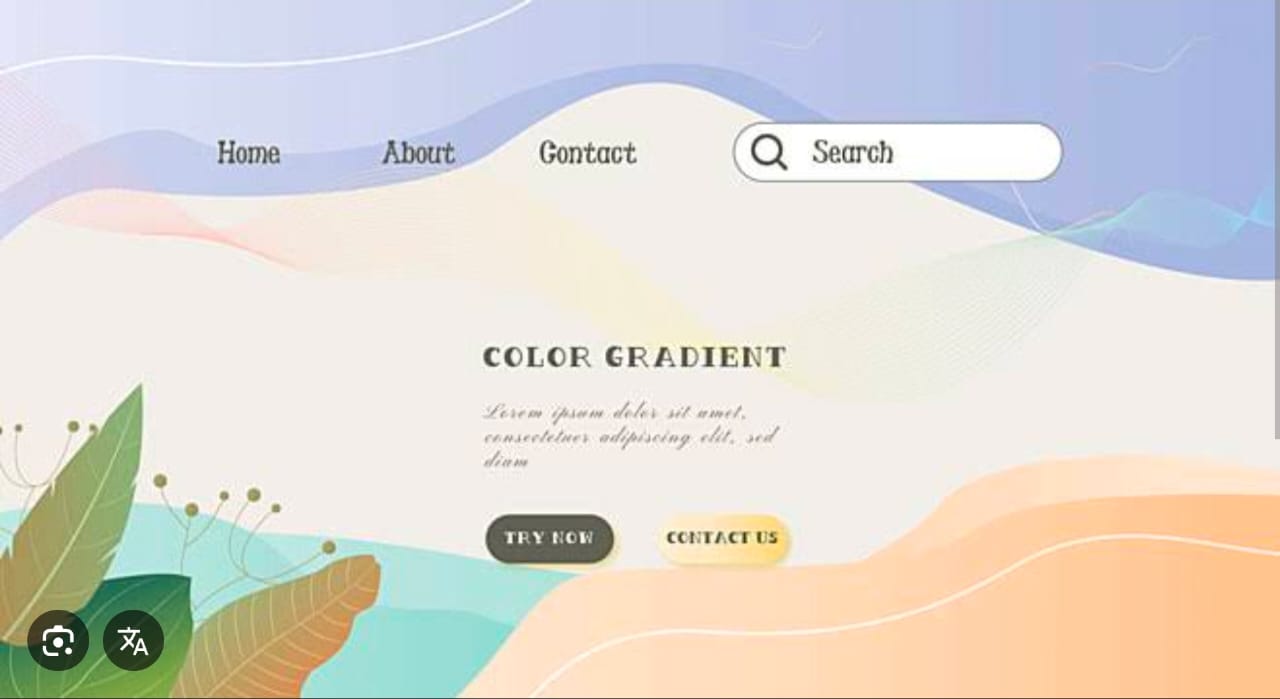 Home About Contact Search
COLOR GRADIENT
Lorem ipsum dolor sit amet,
consectetuer adipiscing elit, sed
diam
TRY NOW CONTACT US